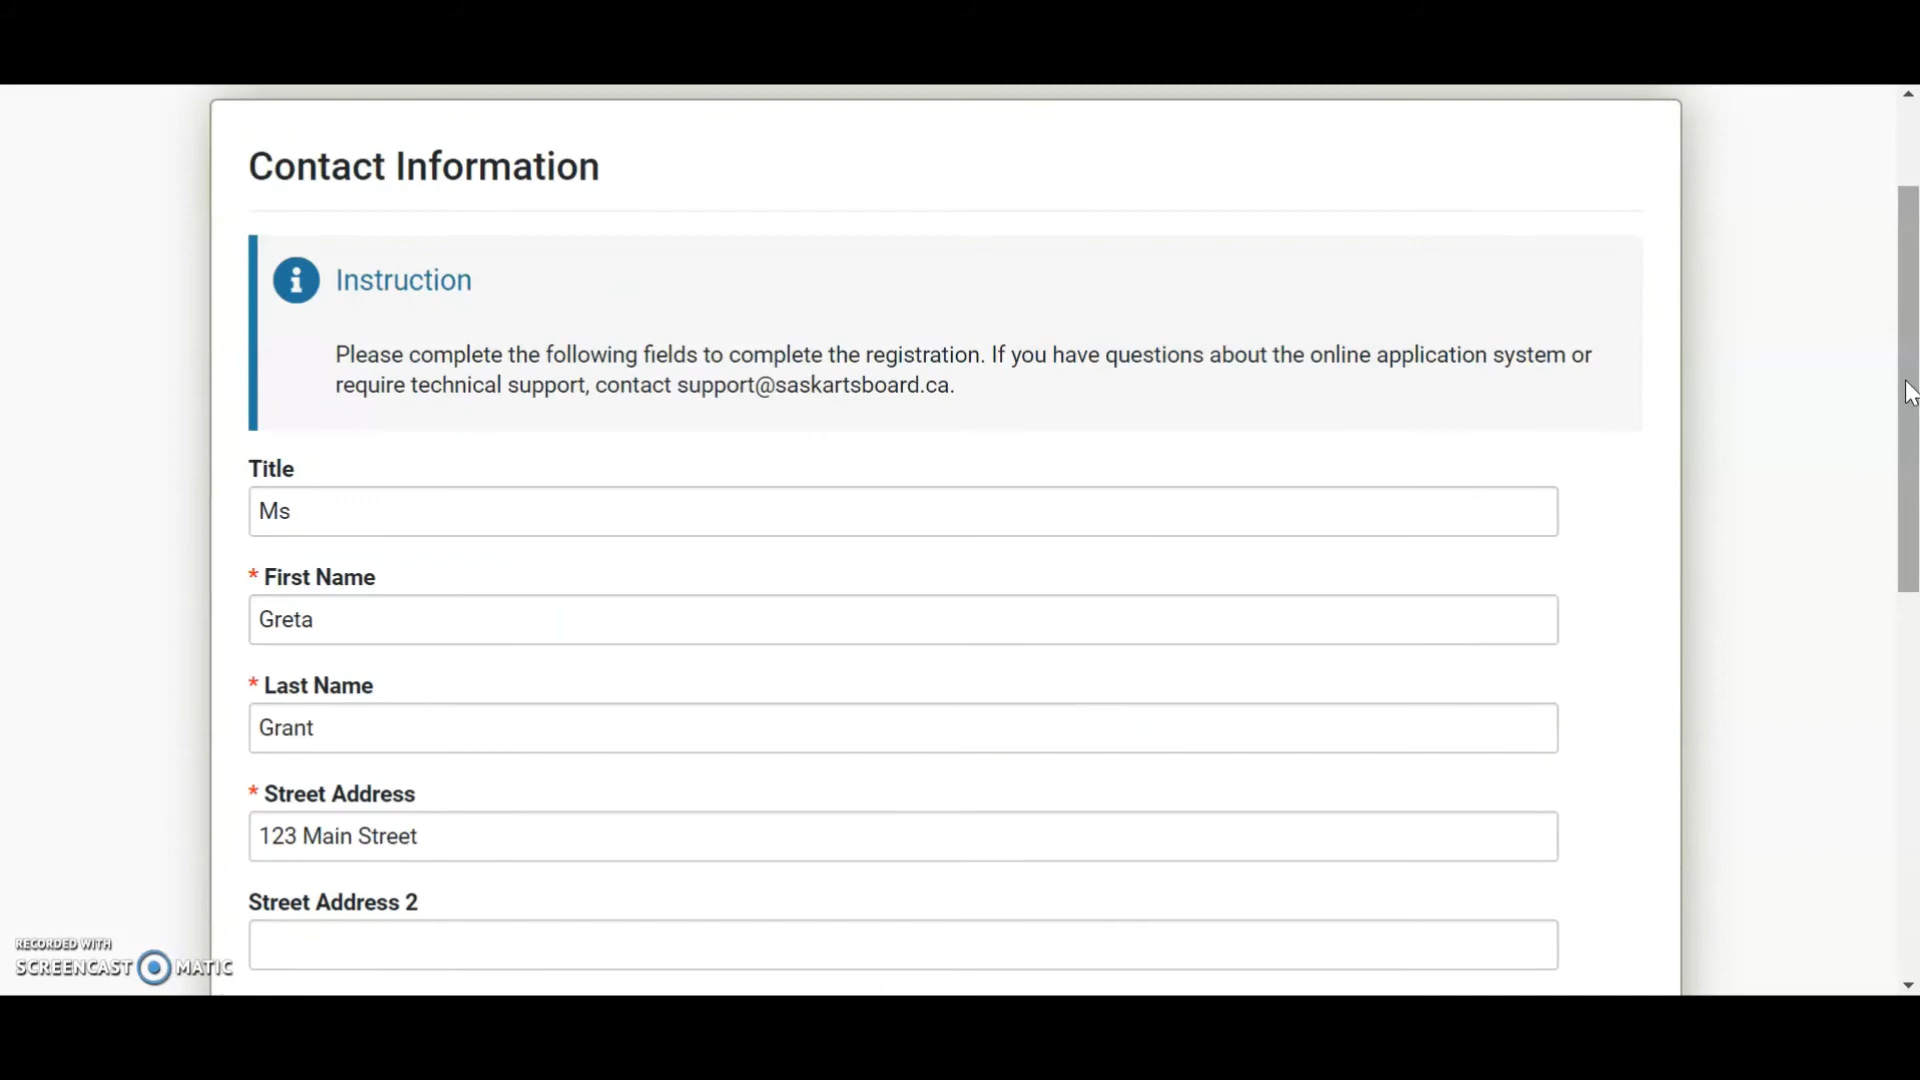 Contact Information
Instruction
Please complete the following fields to complete the registration. If you have questions about the online application system or
require technical support, contact support@saskartsboard.ca.
Title
Ms
* First Name
Greta
* Last Name
Grant
* Street Address
123 Main Street
Street Address 2
RECORDED WITH
SCREENCAST MATIC